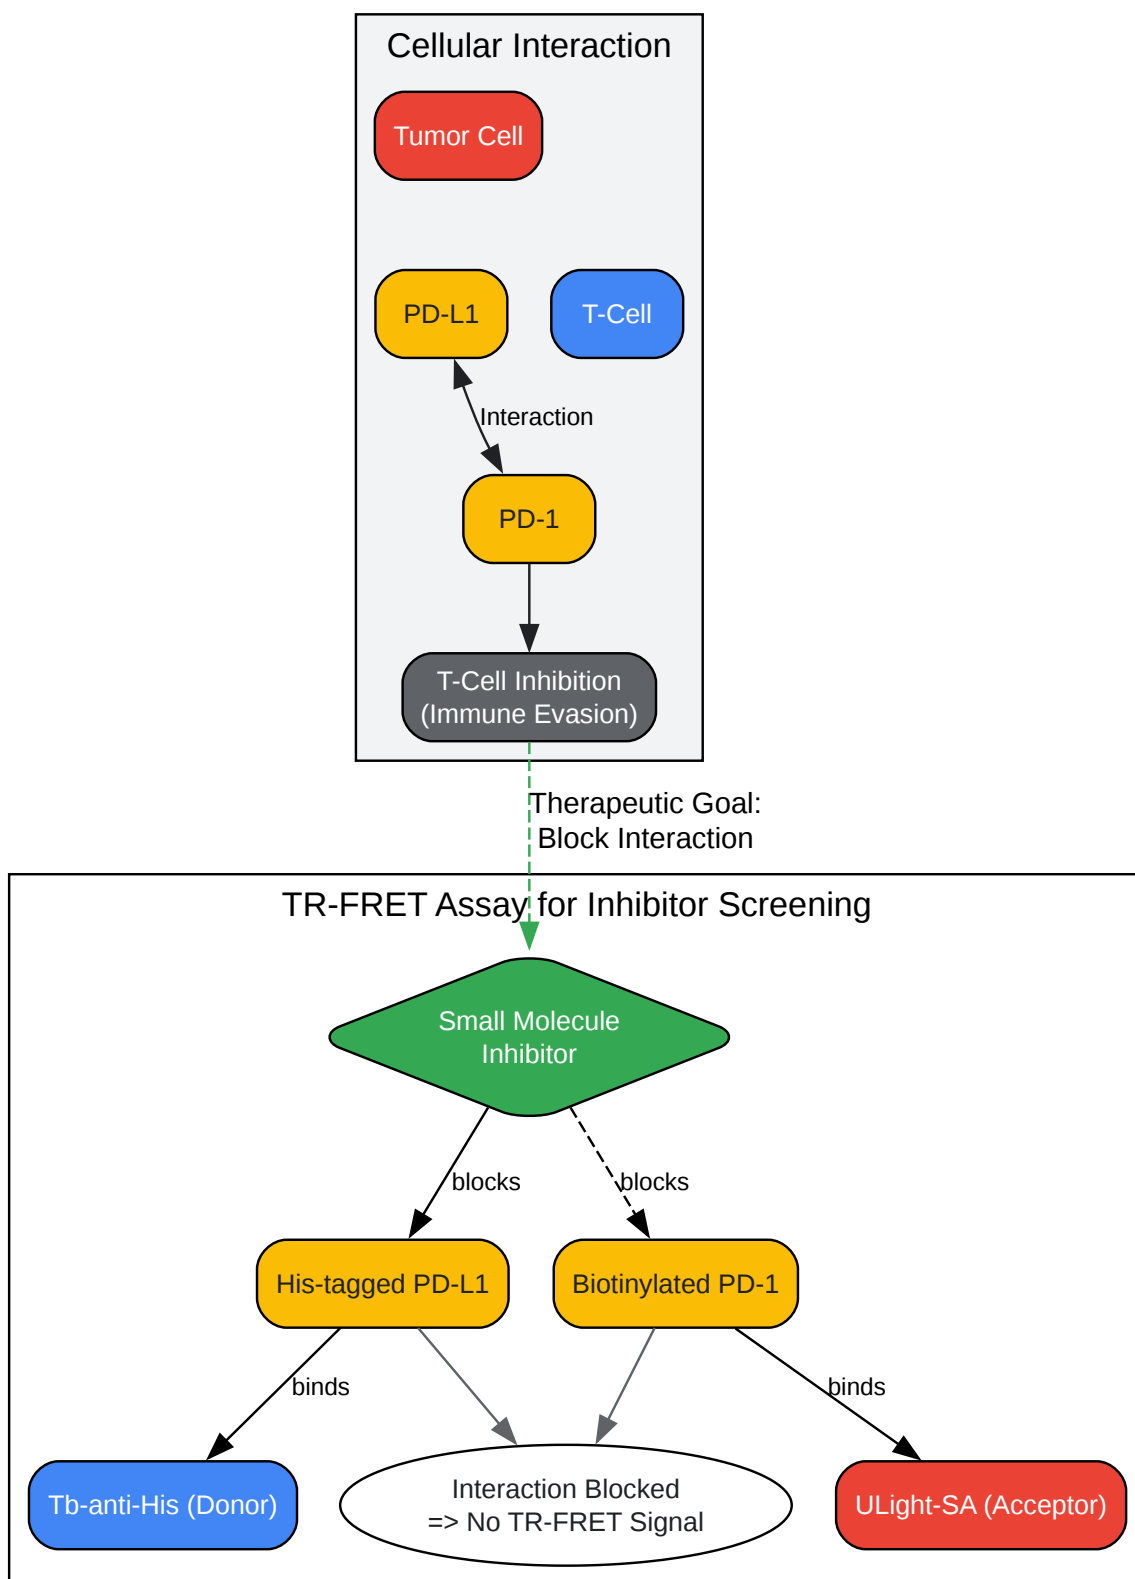 Cellular Interaction
Tumor Cell
PD-L1
T-Cell
Interaction
PD-1
T-Cell Inhibition
(Immune Evasion)
Therapeutic Goal:
Block Interaction
TR-FRET Assay for Inhibitor Screening
Small Molecule
Inhibitor
blocks
blocks
His-tagged PD-L1
Biotinylated PD-1
binds
binds
Tb-anti-His (Donor)
Interaction Blocked
=> No TR-FRET Signal
ULight-SA (Acceptor)